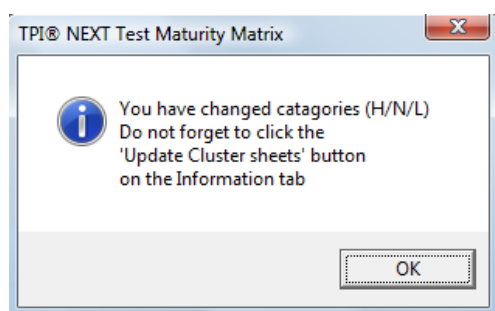 TPI® NEXT Test Maturity Matrix
You have changed catagories (H/N/L)
Do not forget to click the
'Update Cluster sheets' button
on the Information tab
OK